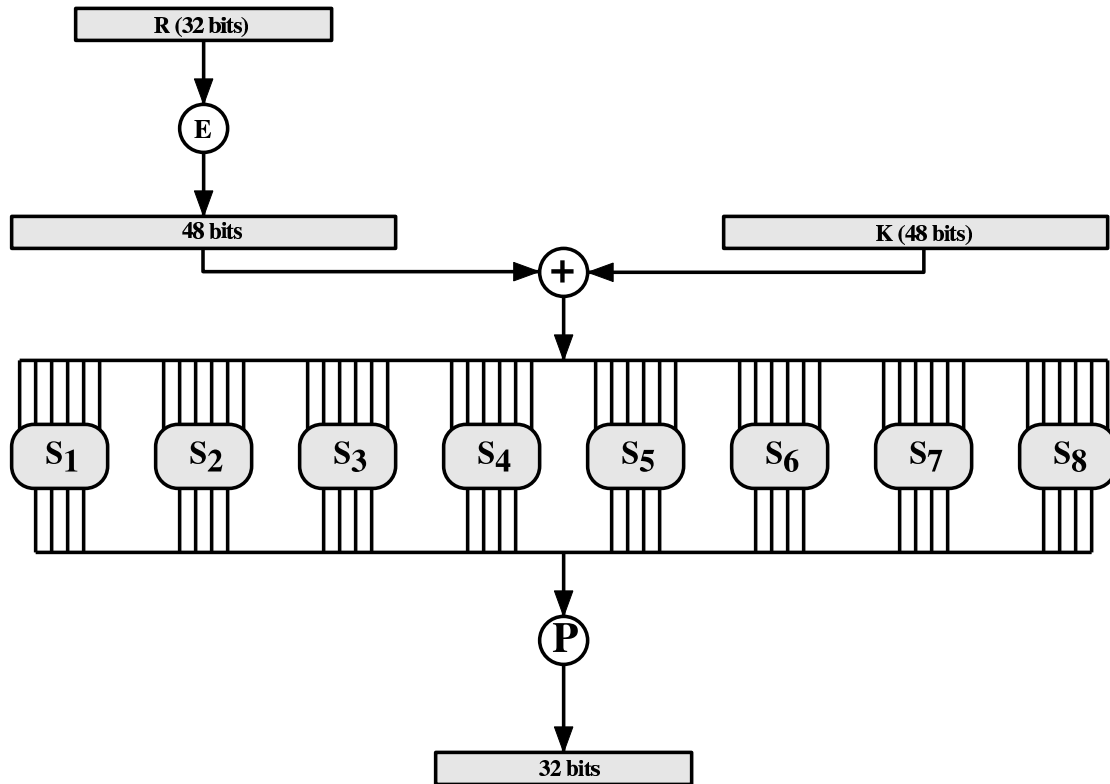 R (32 bits)
E
48 bits
K (48 bits)
+
S1 S2 S3 S4 S5 S6 S7 S8
P
32 bits